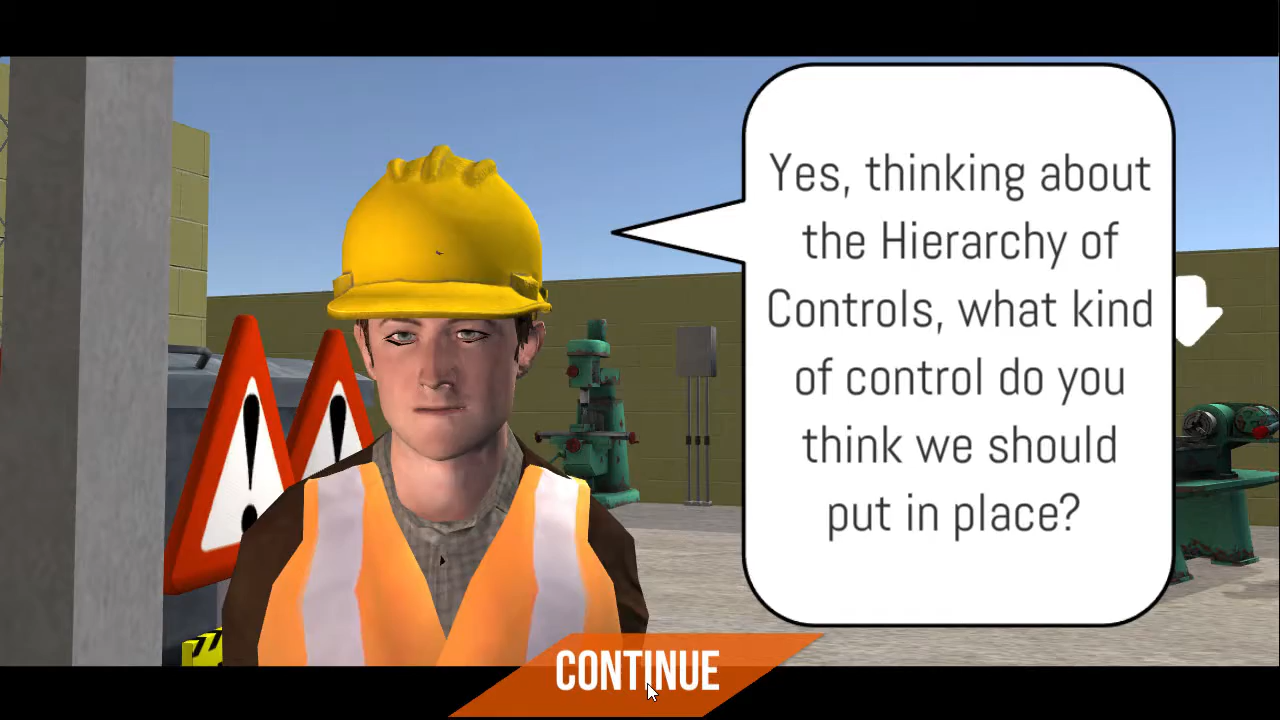 Yes, thinking about
the Hierarchy of
Controls, what kind
of control do you
think we should
put in place?
CONTINUE